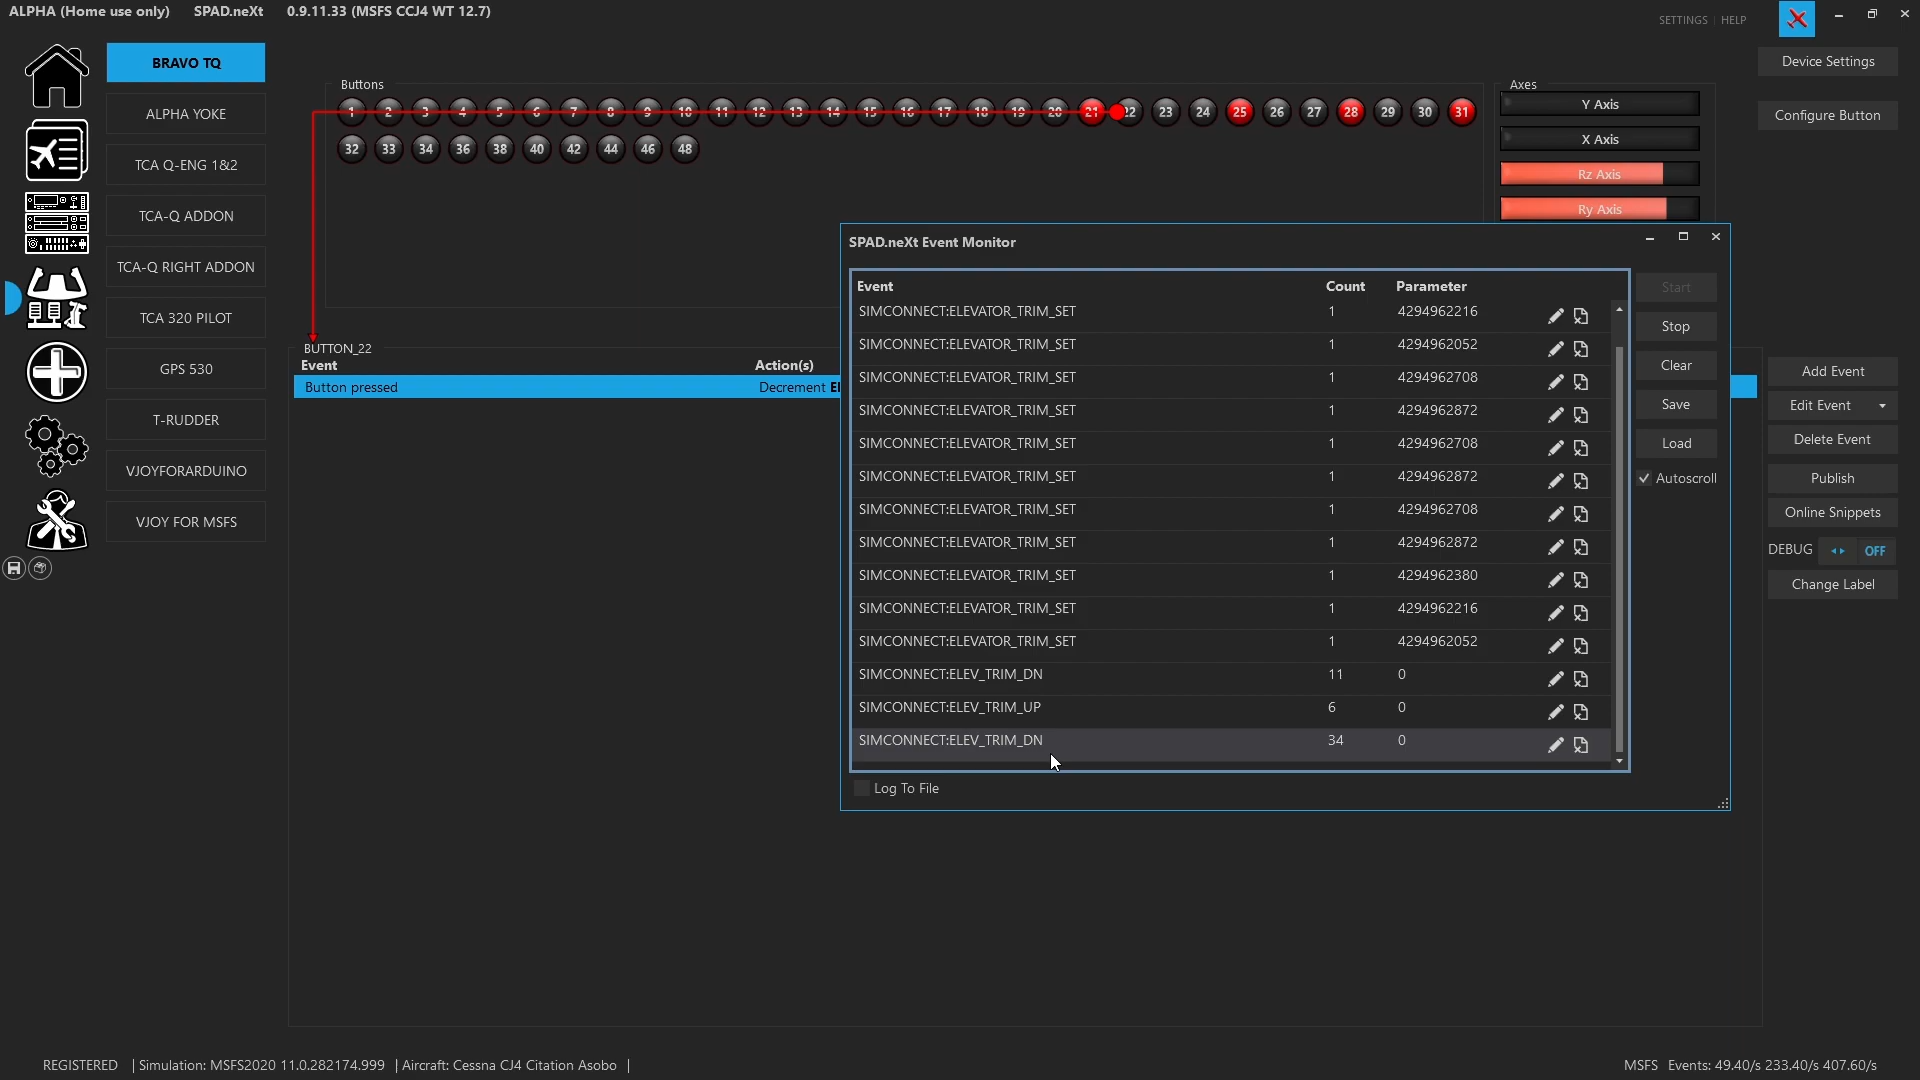 ALPHA (Home use only) SPAD.neXt 0.9.11.33 (MSFS CCJ4 WT 12.7)
SETTINGS | HELP
BRAVO TQ
ALPHA YOKE
TCA Q-ENG 1&2
TCA-Q ADDON
TCA-Q RIGHT ADDON
TCA 320 PILOT
GPS 530
T-RUDDER
VJOYFORARDUINO
VJOY FOR MSFS
Buttons
1 2 3 4 5 6 7 8 9 10 11 12 13 14 15 16 17 18 19 20 21 22 23 24 25 26 27 28 29 30 31
32 33 34 36 38 40 42 44 46 48
Axes
Y Axis
X Axis
Rz Axis
Ry Axis
Device Settings
Configure Button
BUTTON_22
Event Action(s)
Button pressed Decrement
SPAD.neXt Event Monitor
Event Count Parameter
SIMCONNECT:ELEVATOR_TRIM_SET 1 4294962216
SIMCONNECT:ELEVATOR_TRIM_SET 1 4294962052
SIMCONNECT:ELEVATOR_TRIM_SET 1 4294962708
SIMCONNECT:ELEVATOR_TRIM_SET 1 4294962872
SIMCONNECT:ELEVATOR_TRIM_SET 1 4294962708
SIMCONNECT:ELEVATOR_TRIM_SET 1 4294962872
SIMCONNECT:ELEVATOR_TRIM_SET 1 4294962708
SIMCONNECT:ELEVATOR_TRIM_SET 1 4294962872
SIMCONNECT:ELEVATOR_TRIM_SET 1 4294962380
SIMCONNECT:ELEVATOR_TRIM_SET 1 4294962216
SIMCONNECT:ELEVATOR_TRIM_SET 1 4294962052
SIMCONNECT:ELEV_TRIM_DN 11 0
SIMCONNECT:ELEV_TRIM_UP 6 0
SIMCONNECT:ELEV_TRIM_DN 34 0
Start
Stop
Clear
Save
Load
Autoscroll
Log To File
Add Event
Edit Event
Delete Event
Publish
Online Snippets
DEBUG OFF
Change Label
REGISTERED | Simulation: MSFS2020 11.0.282174.999 | Aircraft: Cessna CJ4 Citation Asobo |
MSFS Events: 49.40/s 233.40/s 407.60/s